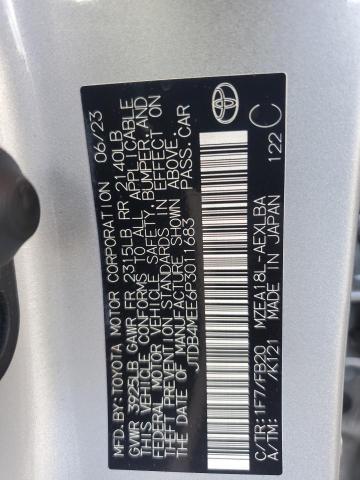 MFD.BY:TOYOTA MOTOR CORPORATION 06/23
GVWR 3925LB GAWR FR 2315LB RR 2140LB
THIS VEHICLE CONFORMS TO ALL APPLICABLE
FEDERAL MOTOR VEHICLE SAFETY, BUMPER, AND
THEFT PREVENTION STANDARDS IN EFFECT ON
THE DATE OF MANUFACTURE SHOWN ABOVE.
JTDB4MEE6P3011683 PASS.CAR
C/TR:1F7/FB20 MZEA18L-AEXLBA
A/TM: /K121 MADE IN JAPAN 122 C
TOYOTA